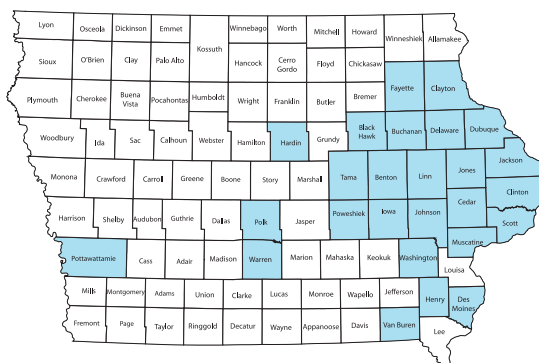 Lyon
Osceola
Dickinson
Emmet
Kossuth
Winnebago
Worth
Mitchell
Howard
Winneshiek
Allamakee
Sioux
O'Brien
Clay
Palo Alto
Hancock
Cerro
Gordo
Floyd
Chickasaw
Fayette
Clayton
Plymouth
Cherokee
Buena
Vista
Pocahontas
Humboldt
Wright
Franklin
Butler
Bremer
Woodbury
Ida
Sac
Calhoun
Webster
Hamilton
Hardin
Grundy
Black
Hawk
Buchanan
Delaware
Dubuque
Monona
Crawford
Carroll
Greene
Boone
Story
Marshall
Tama
Benton
Linn
Jones
Jackson
Clinton
Harrison
Shelby
Audubon
Guthrie
Dallas
Polk
Jasper
Poweshiek
Iowa
Johnson
Cedar
Scott
Muscatine
Pottawattamie
Cass
Adair
Madison
Warren
Marion
Mahaska
Keokuk
Washington
Louisa
Mills
Montgomery
Adams
Union
Clarke
Lucas
Monroe
Wapello
Jefferson
Henry
Des
Moines
Fremont
Page
Taylor
Ringgold
Decatur
Wayne
Appanoose
Davis
Van Buren
Lee